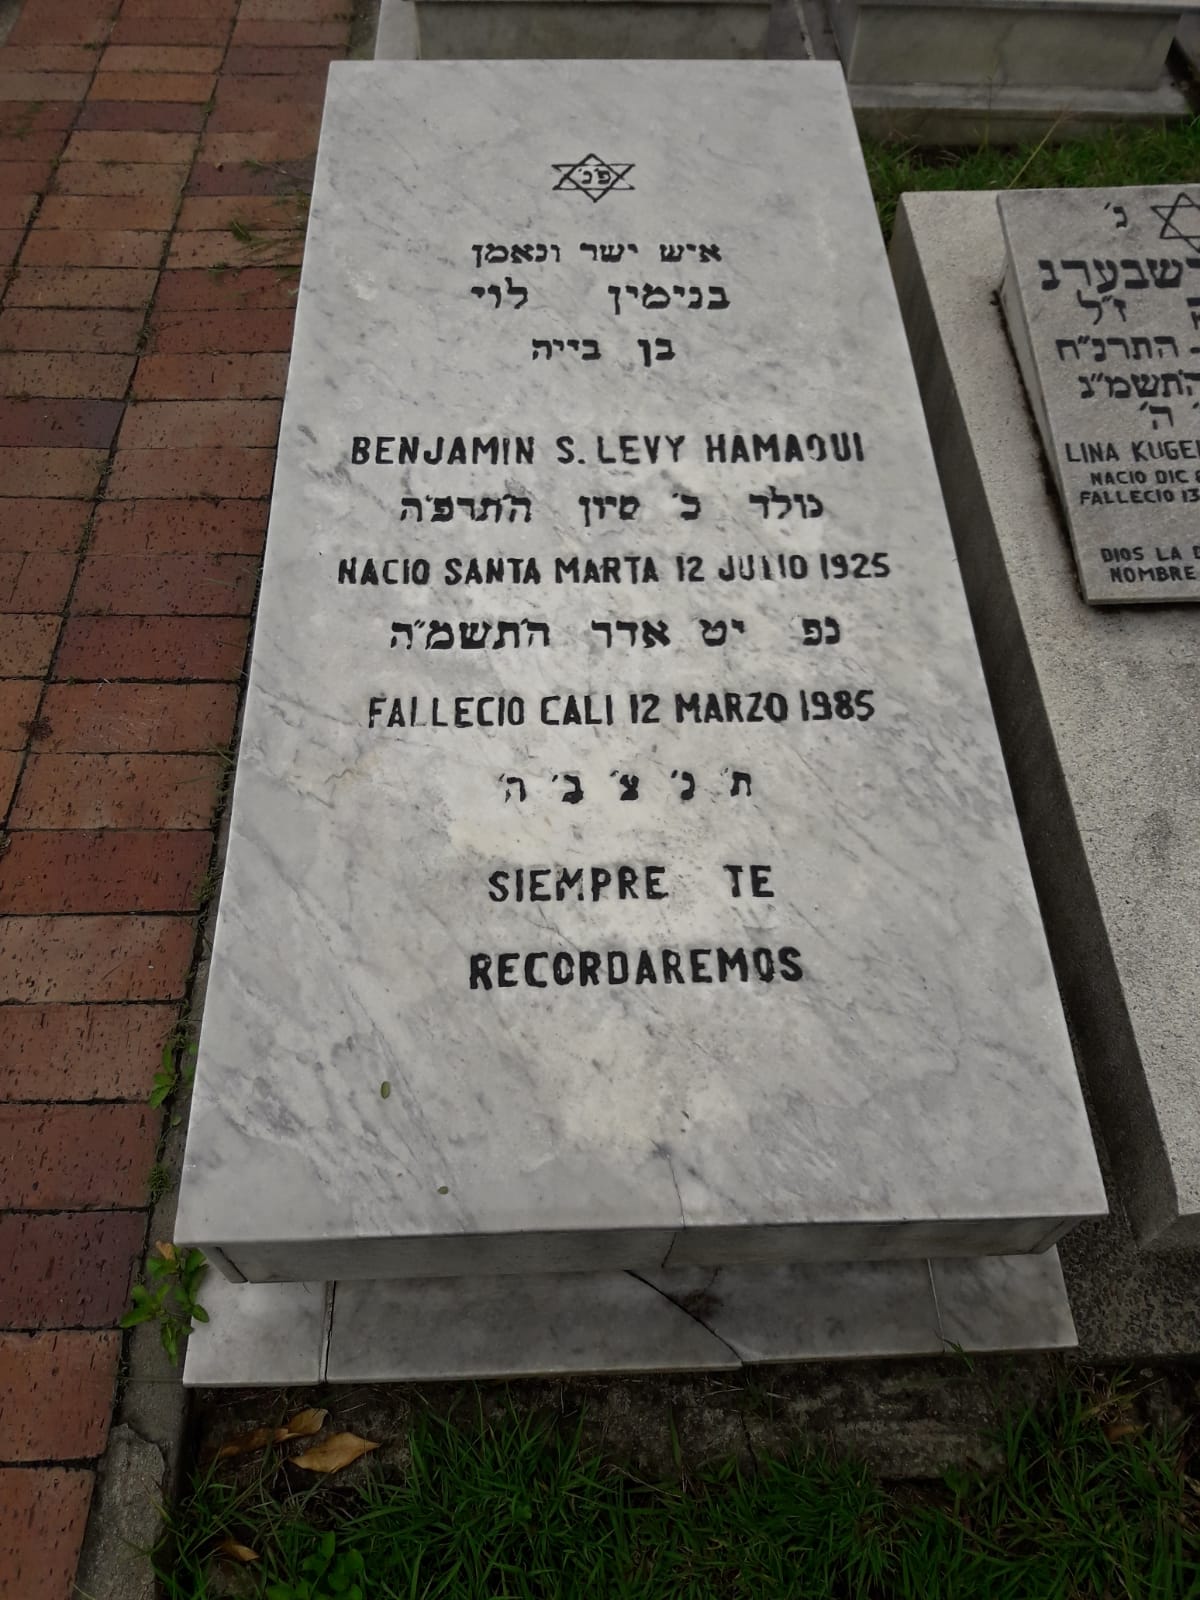 פ'נ'
איש ישר ונאמן
בנימין לוי
בן בייה
BENJAMIN S. LEVY HAMAOUI
נולד כ' סיון ה'תרפ"ה
NACIO SANTA MARTA 12 JULIO 1925
נפ' יט אדר ה'תשמ"ה
FALLECIO CALI 12 MARZO 1985
ת' נ' צ' ב' ה'
SIEMPRE TE
RECORDAREMOS
נ'
ז"ל
התרנ"ח
התשמ"ג
ה'
LINA
NACIO DIC
FALLECIO 13
DIOS LA
NOMBRE